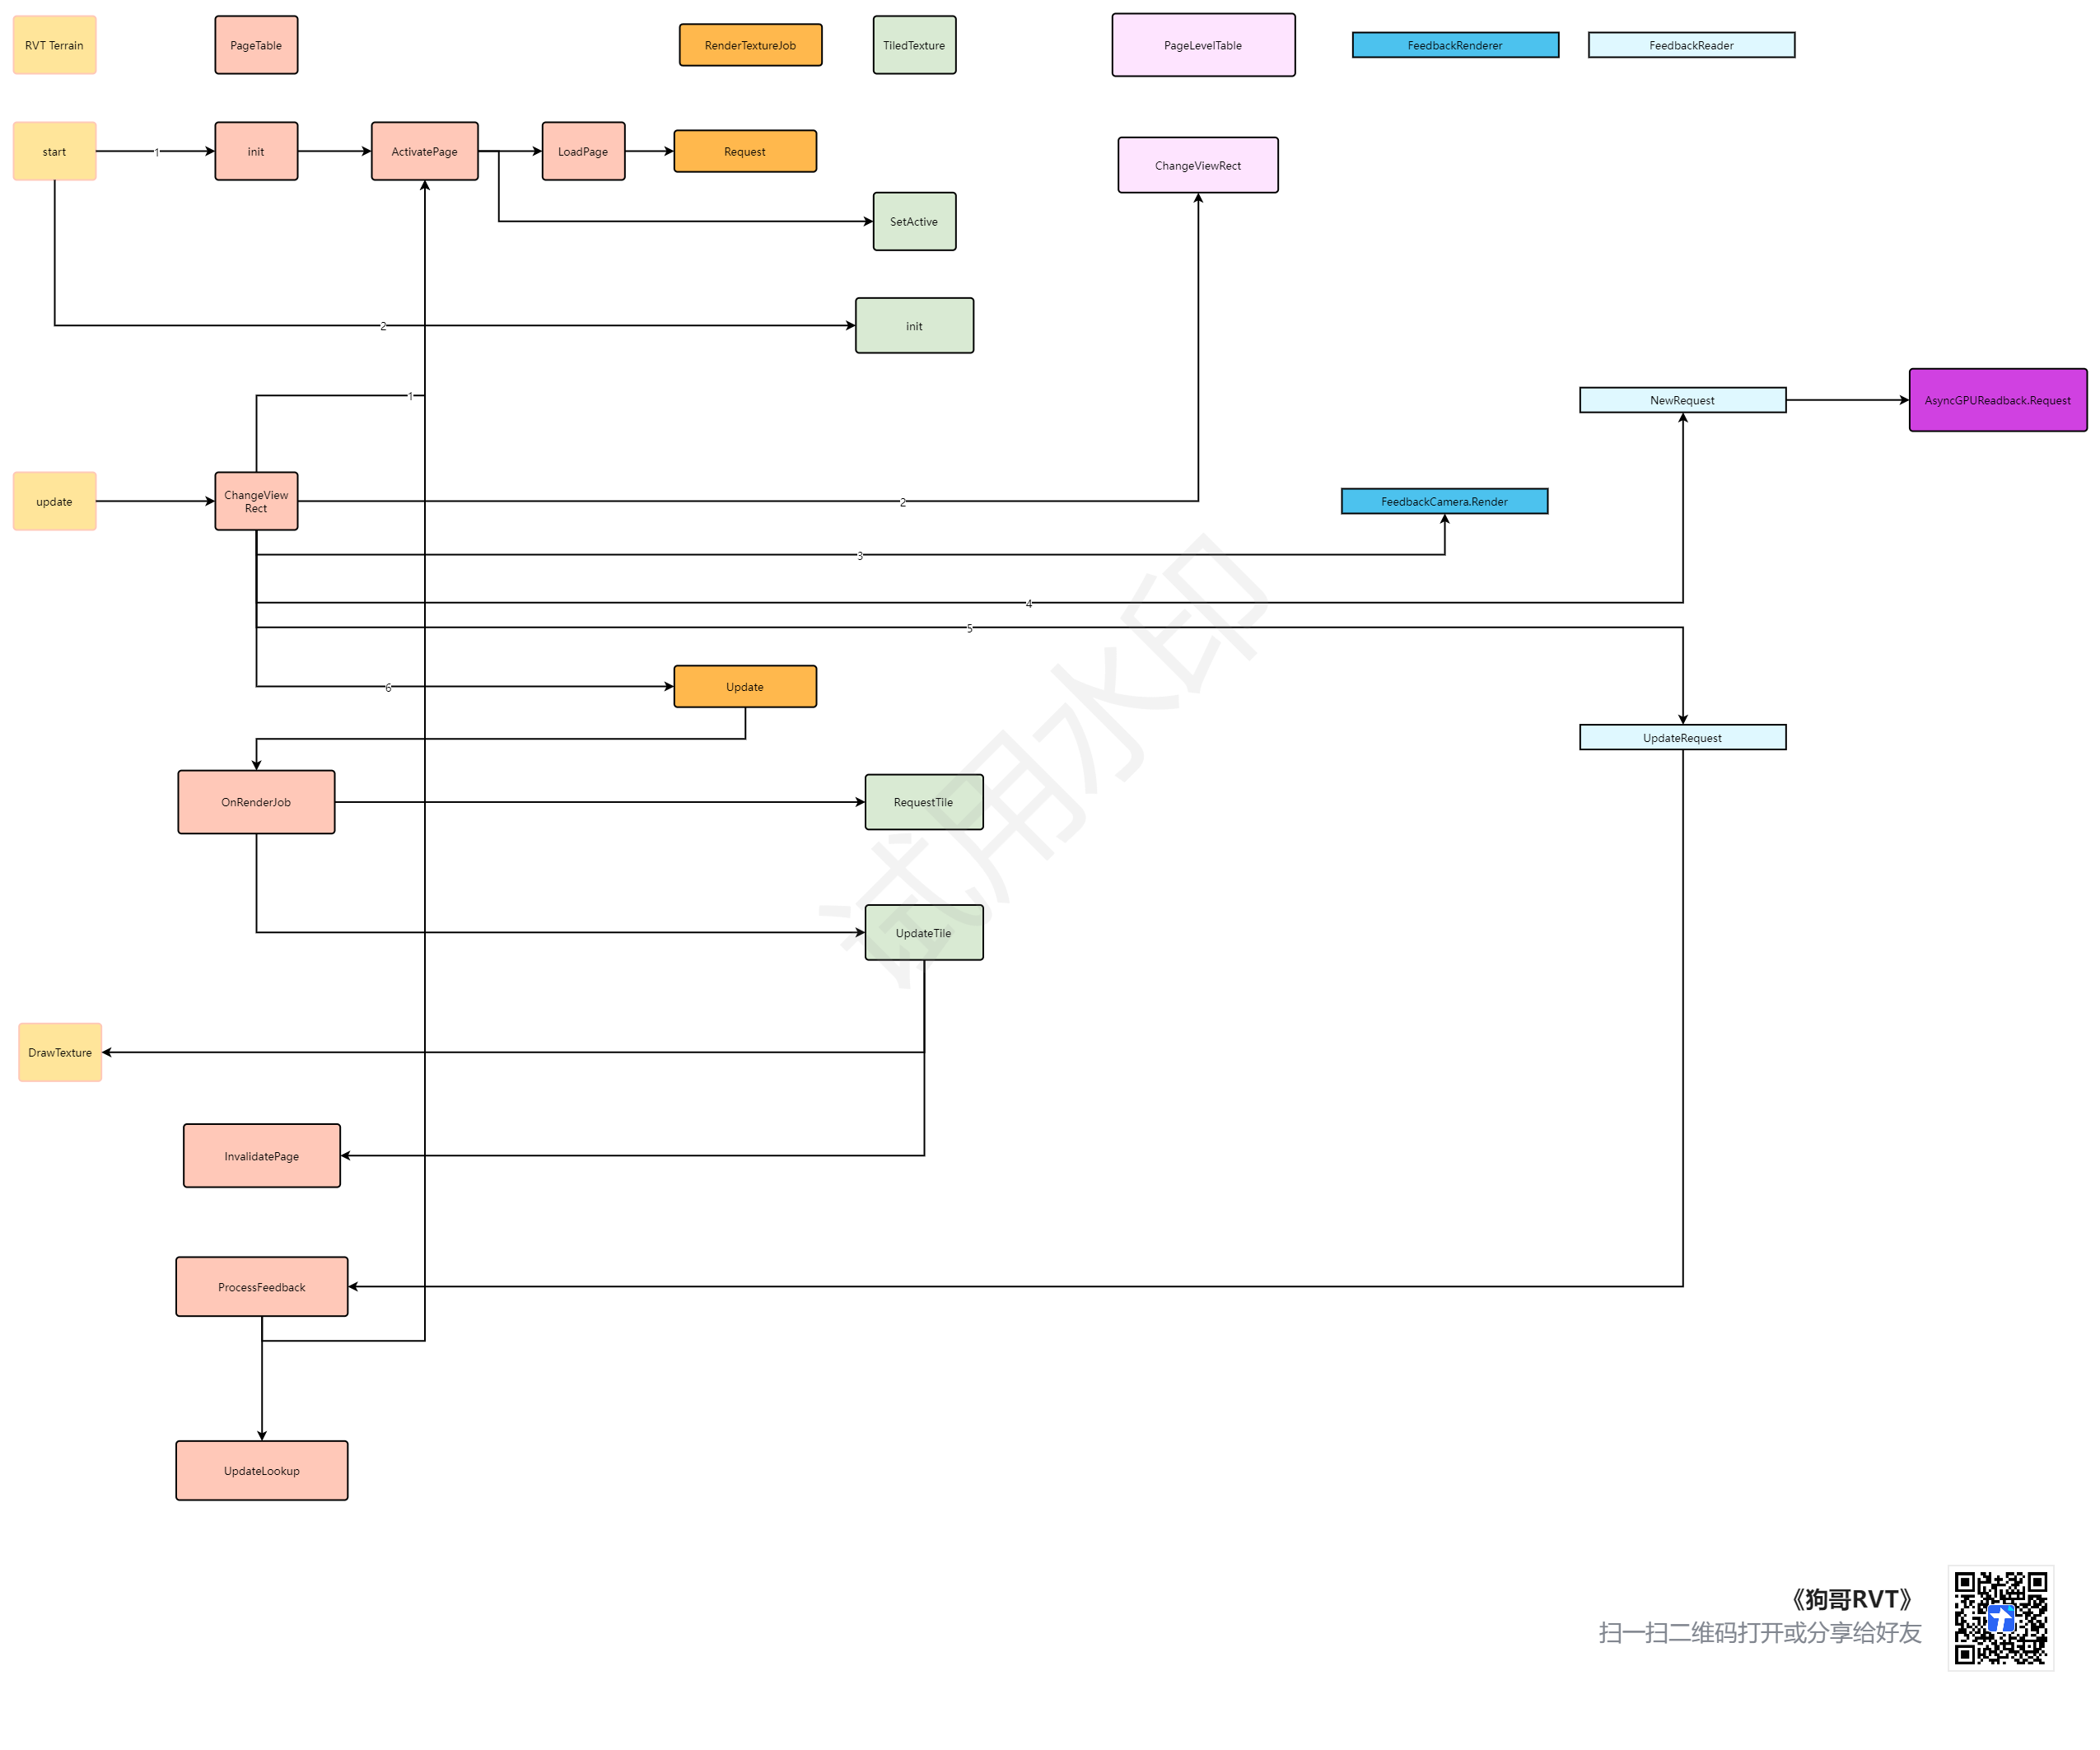 RVT Terrain
PageTable
RenderTextureJob
TiledTexture
PageLevelTable
FeedbackRenderer
FeedbackReader
start
1
init
ActivatePage
LoadPage
Request
ChangeViewRect
SetActive
2
init
1
NewRequest
AsyncGPUReadback.Request
update
ChangeView
Rect
2
FeedbackCamera.Render
3
4
5
6
Update
UpdateRequest
OnRenderJob
RequestTile
UpdateTile
DrawTexture
InvalidatePage
ProcessFeedback
UpdateLookup
试用水印
《狗哥RVT》
扫一扫二维码打开或分享给好友